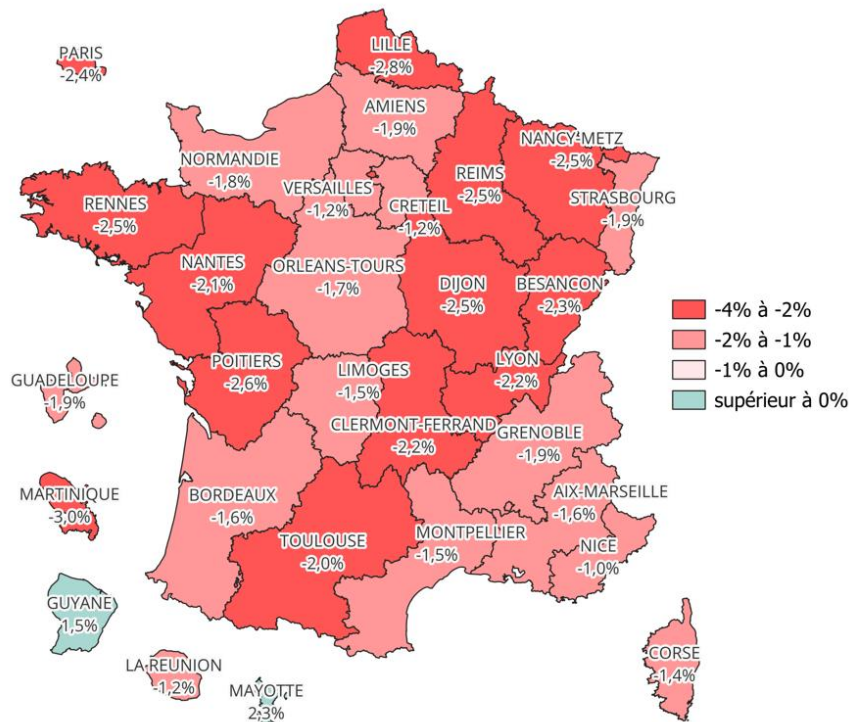 PARIS
-2,4%
LILLE
-2,8%
AMIENS
-1,9%
NORMANDIE
-1,8%
VERSAILLES
-1,2%
CRETEIL
-1,2%
REIMS
-2,5%
NANCY-METZ
-2,5%
STRASBOURG
-1,9%
RENNES
-2,5%
NANTES
-2,1%
ORLEANS-TOURS
-1,7%
DIJON
-2,5%
BESANCON
-2,3%
-4% à -2%
-2% à -1%
-1% à 0%
supérieur à 0%
GUADELOUPE
-1,9%
POITIERS
-2,6%
LIMOGES
-1,5%
LYON
-2,2%
CLERMONT-FERRAND
-2,2%
GRENOBLE
-1,9%
MARTINIQUE
-3,0%
BORDEAUX
-1,6%
TOULOUSE
-2,0%
MONTPELLIER
-1,5%
AIX-MARSEILLE
-1,6%
NICE
-1,0%
GUYANE
1,5%
LA REUNION
-1,2%
MAYOTTE
2,3%
CORSE
-1,4%